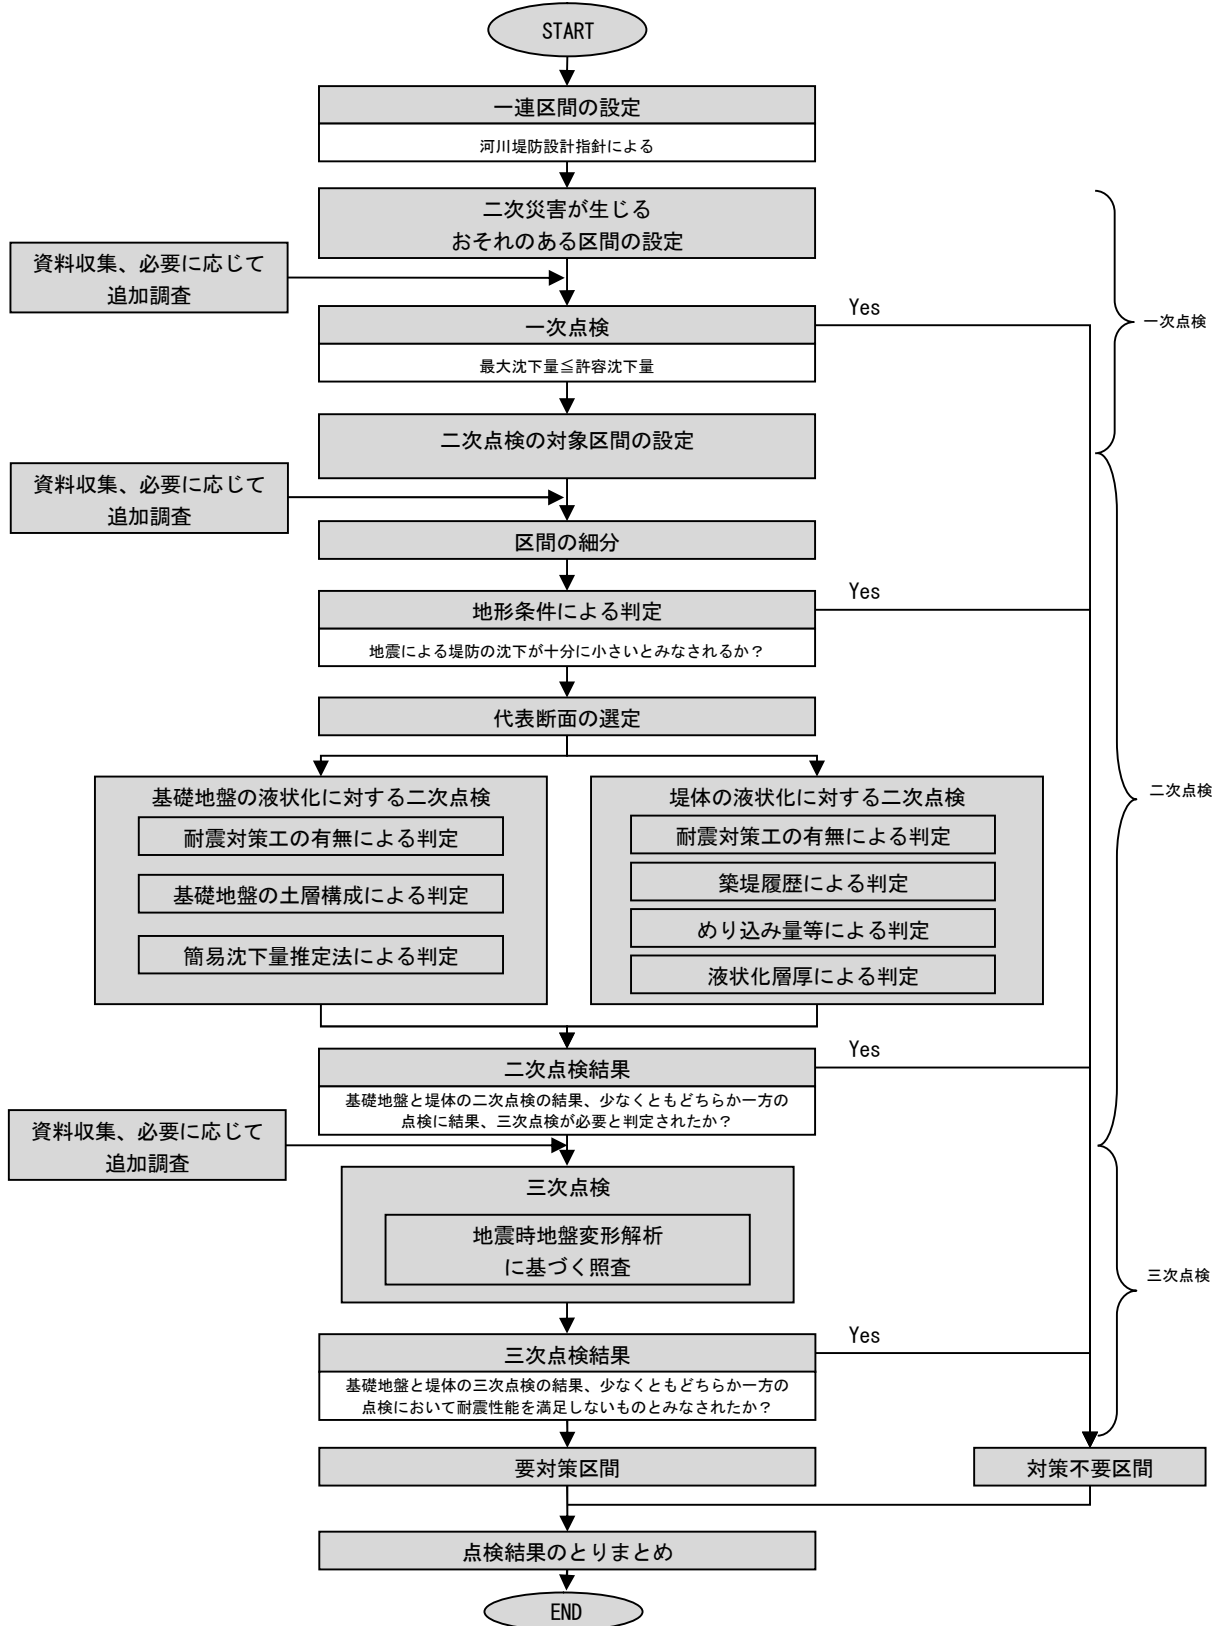 START
一連区間の設定
河川堤防設計指針による
二次災害が生じる
おそれのある区間の設定
資料収集、必要に応じて
追加調査
一次点検
Yes
最大沈下量≦許容沈下量
一次点検
二次点検の対象区間の設定
資料収集、必要に応じて
追加調査
区間の細分
地形条件による判定
Yes
地震による堤防の沈下が十分に小さいとみなされるか？
代表断面の選定
基礎地盤の液状化に対する二次点検
耐震対策工の有無による判定
基礎地盤の土層構成による判定
簡易沈下量推定法による判定
堤体の液状化に対する二次点検
耐震対策工の有無による判定
築堤履歴による判定
めり込み量等による判定
液状化層厚による判定
二次点検
二次点検結果
Yes
基礎地盤と堤体の二次点検の結果、少なくともどちらか一方の
点検に結果、三次点検が必要と判定されたか？
資料収集、必要に応じて
追加調査
三次点検
地震時地盤変形解析
に基づく照査
三次点検
三次点検結果
Yes
基礎地盤と堤体の三次点検の結果、少なくともどちらか一方の
点検において耐震性能を満足しないものとみなされたか？
要対策区間
対策不要区間
点検結果のとりまとめ
END